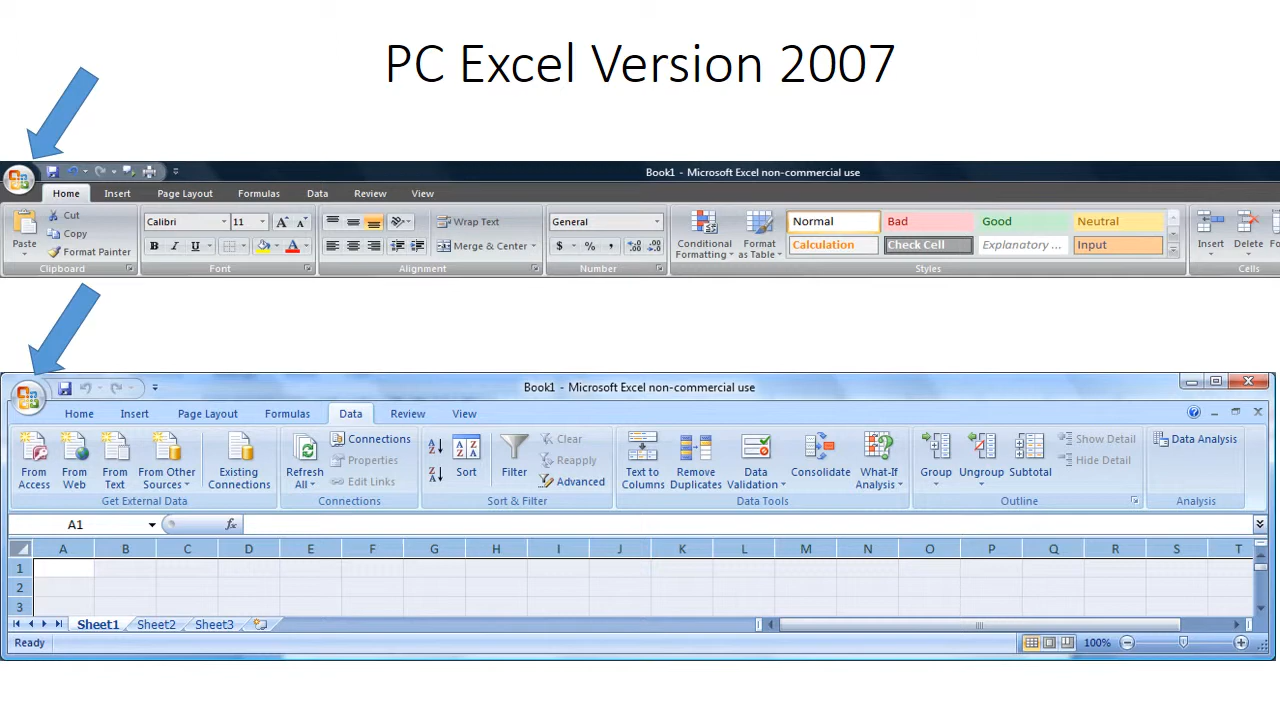 PC Excel Version 2007
Book1 - Microsoft Excel non-commercial use
Home Insert Page Layout Formulas Data Review View
Paste
Cut
Copy
Format Painter
Clipboard
Calibri 11
B I U A
Font
Wrap Text
Merge & Center
Alignment
General
$ % ,
Number
Conditional
Formatting
Format
as Table
Normal Bad Good Neutral
Calculation Check Cell Explanatory ... Input
Styles
Insert Delete Fo
Cells
Book1 - Microsoft Excel non-commercial use
Home Insert Page Layout Formulas Data Review View
From
Access
From
Web
From
Text
From Other
Sources
Existing
Connections
Get External Data
Refresh
All
Connections
Properties
Edit Links
Connections
Sort
Filter
Clear
Reapply
Advanced
Sort & Filter
Text to
Columns
Remove
Duplicates
Data
Validation
Consolidate
What-If
Analysis
Data Tools
Group
Ungroup
Subtotal
Show Detail
Hide Detail
Outline
Data Analysis
Analysis
A1 fx
A B C D E F G H I J K L M N O P Q R S T
1
2
3
Sheet1 Sheet2 Sheet3
Ready 100%